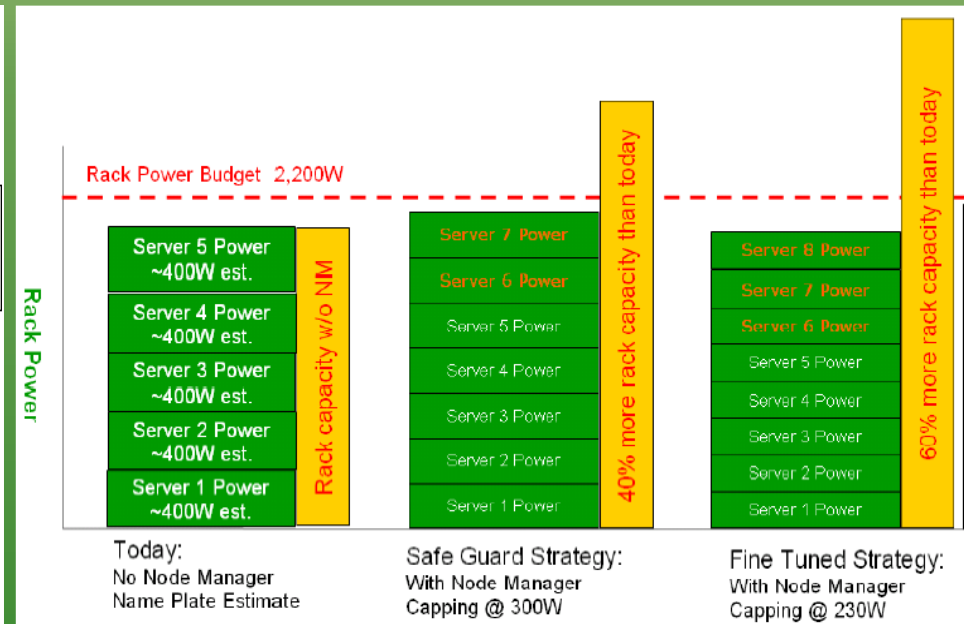 Rack Power
Rack Power Budget 2,200W
Server 5 Power
~400W est.
Server 4 Power
~400W est.
Server 3 Power
~400W est.
Server 2 Power
~400W est.
Server 1 Power
~400W est.
Rack capacity w/o NM
Today:
No Node Manager
Name Plate Estimate
Server 7 Power
Server 6 Power
Server 5 Power
Server 4 Power
Server 3 Power
Server 2 Power
Server 1 Power
40% more rack capacity than today
Safe Guard Strategy:
With Node Manager
Capping @ 300W
Server 8 Power
Server 7 Power
Server 6 Power
Server 5 Power
Server 4 Power
Server 3 Power
Server 2 Power
Server 1 Power
60% more rack capacity than today
Fine Tuned Strategy:
With Node Manager
Capping @ 230W